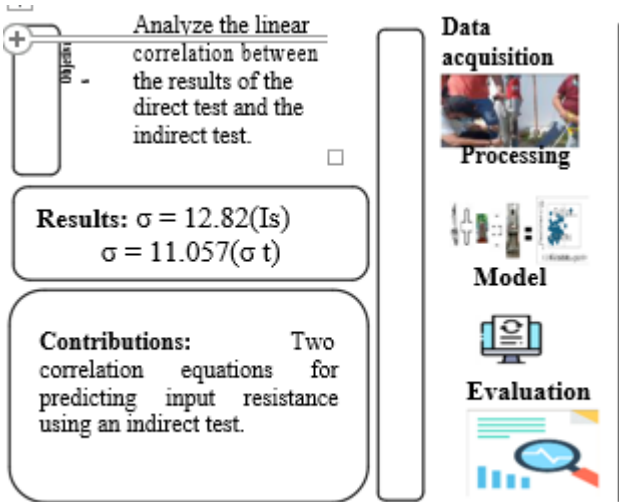 Analyze the linear
correlation between
the results of the
direct test and the
indirect test.
Results: σ = 12.82(Is)
σ = 11.057(σ t)
Contributions: Two
correlation equations for
predicting input resistance
using an indirect test.
Data
acquisition
Processing
Model
Evaluation